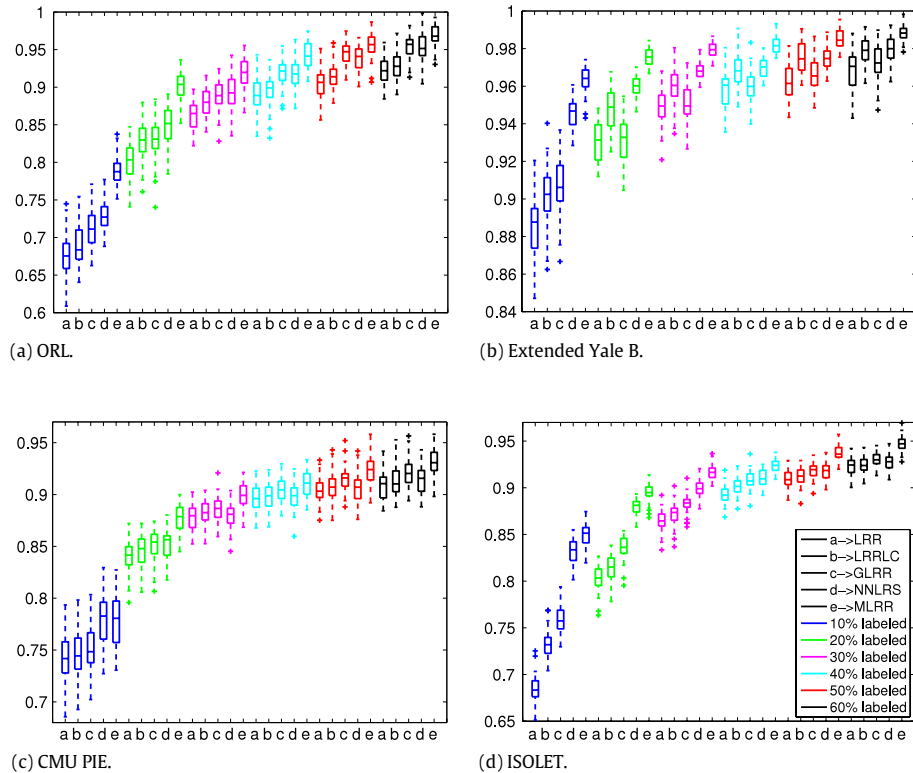 1
0.95
0.9
0.85
0.8
0.75
0.7
0.65
0.6
a b c d e a b c d e a b c d e a b c d e a b c d e a b c d e
(a) ORL.
1
0.98
0.96
0.94
0.92
0.9
0.88
0.86
0.84
a b c d e a b c d e a b c d e a b c d e a b c d e a b c d e
(b) Extended Yale B.
0.95
0.9
0.85
0.8
0.75
0.7
a b c d e a b c d e a b c d e a b c d e a b c d e a b c d e
(c) CMU PIE.
0.95
0.9
0.85
0.8
0.75
0.7
0.65
a->LRR
b->LRRLC
c->GLRR
d->NNLRS
e->MLRR
10% labeled
20% labeled
30% labeled
40% labeled
50% labeled
60% labeled
a b c d e a b c d e a b c d e a b c d e a b c d e a b c d e
(d) ISOLET.